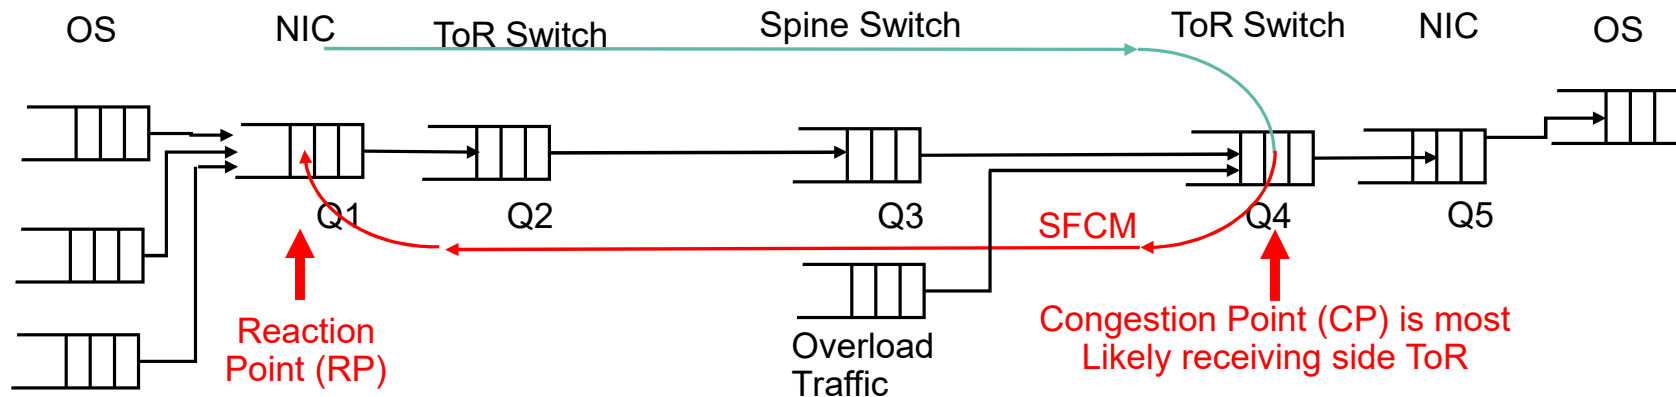 OS
NIC
ToR Switch
Spine Switch
ToR Switch
NIC
OS
Q1
Q2
Q3
Q4
Q5
SFCM
Reaction
Point (RP)
Overload
Traffic
Congestion Point (CP) is most
Likely receiving side ToR